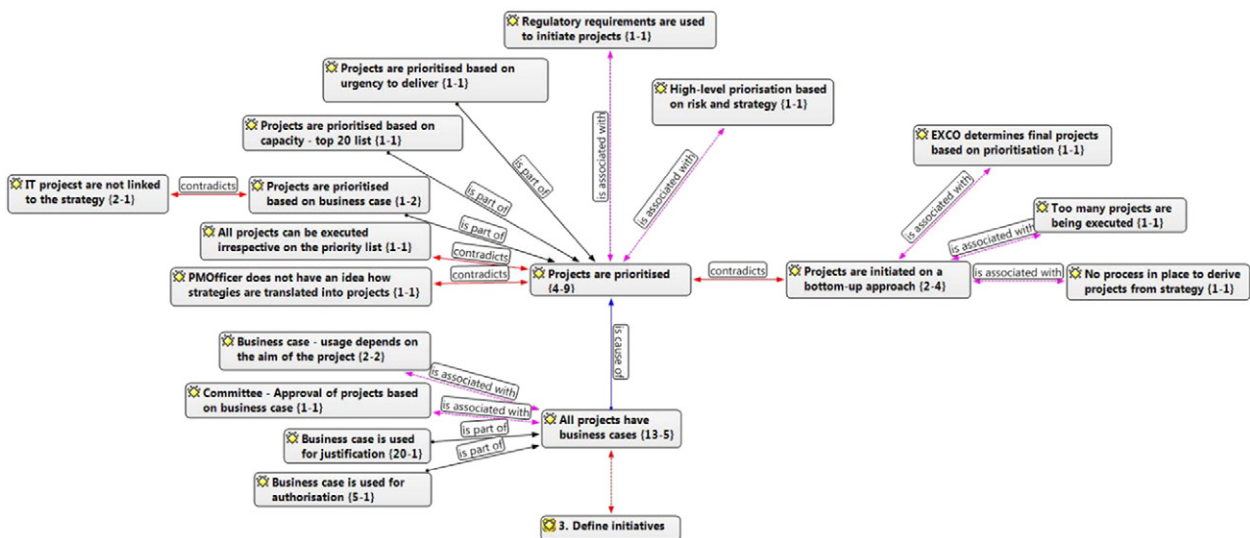 Regulatory requirements are used
to initiate projects {1-1}
Projects are prioritised based on
urgency to deliver {1-1}
High-level priorisation based
on risk and strategy {1-1}
Projects are prioritised based on
capacity - top 20 list {1-1}
EXCO determines final projects
based on prioritisation {1-1}
is part of
is associated with
is associated with
is associated with
IT projecst are not linked
to the strategy {2-1}
contradicts
Projects are prioritised
based on business case {1-2}
is part of
Too many projects are
being executed {1-1}
is part of
is associated with
All projects can be executed
irrespective on the priority list
{1-1}
contradicts
contradicts
PMOfficer does not have an idea how
strategies are translated into projects {1-1}
Projects are prioritised
{4-9}
contradicts
Projects are initiated on a
bottom-up approach {2-4}
is associated with
No process in place to derive
projects from strategy {1-1}
is cause of
Business case - usage depends on
the aim of the project {2-2}
is associated with
Committee - Approval of projects based
on business case {1-1}
is associated with
All projects have
business cases {13-5}
is part of
Business case is used
for justification {20-1}
is part of
Business case is used for
authorisation {5-1}
3. Define initiatives